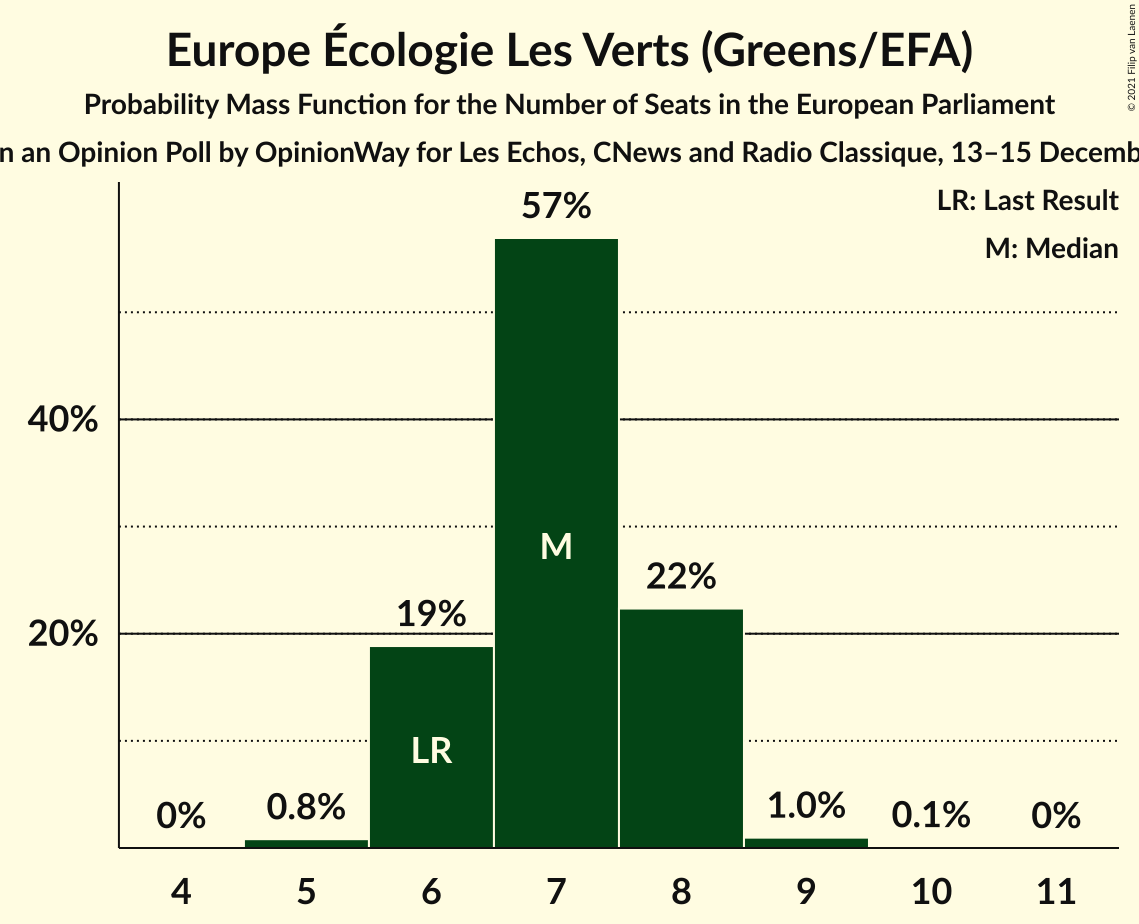 Europe Écologie Les Verts (Greens/EFA)
Probability Mass Function for the Number of Seats in the European Parliament
an Opinion Poll by OpinionWay for Les Echos, CNews and Radio Classique, 13–15
© 2021 Filip van Laenen
LR: Last Result
M: Median
57%
40%
M
22%
19%
20%
LR
0%
0.8%
1.0%
0.1%
0%
4 5 6 7 8 9 10 11